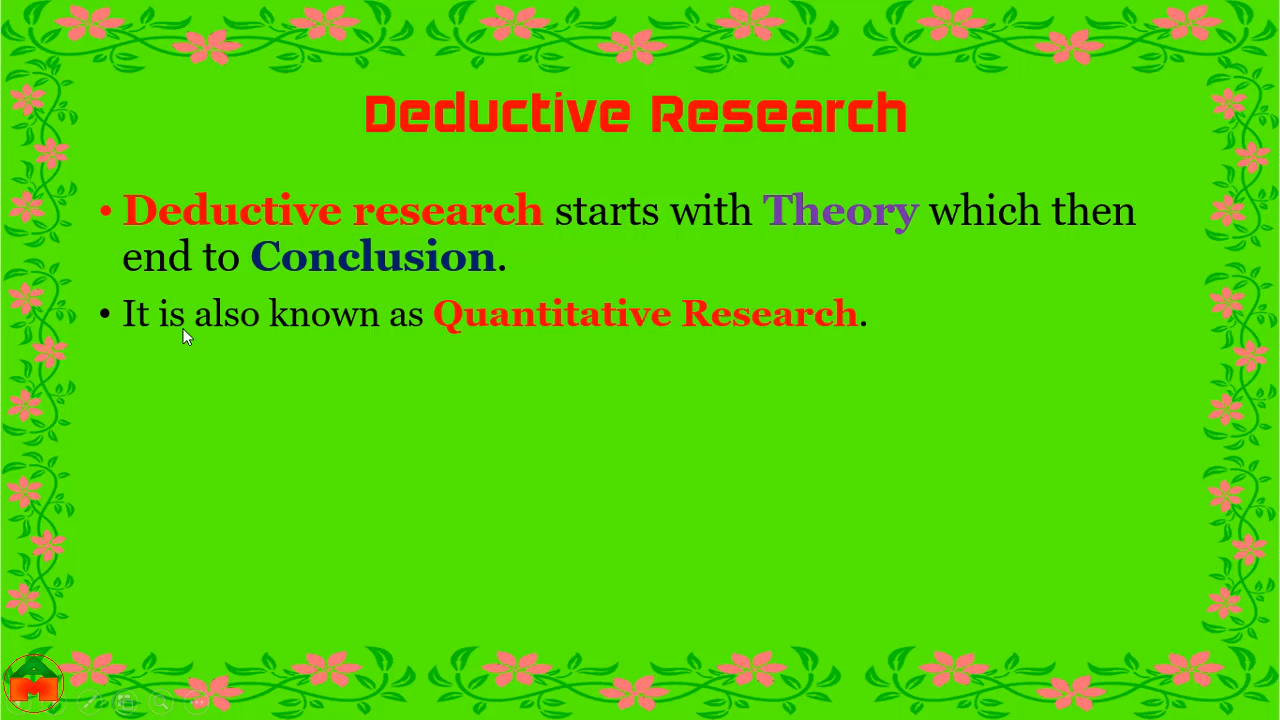 Deductive Research
• Deductive research starts with Theory which then
end to Conclusion.
• It is also known as Quantitative Research.